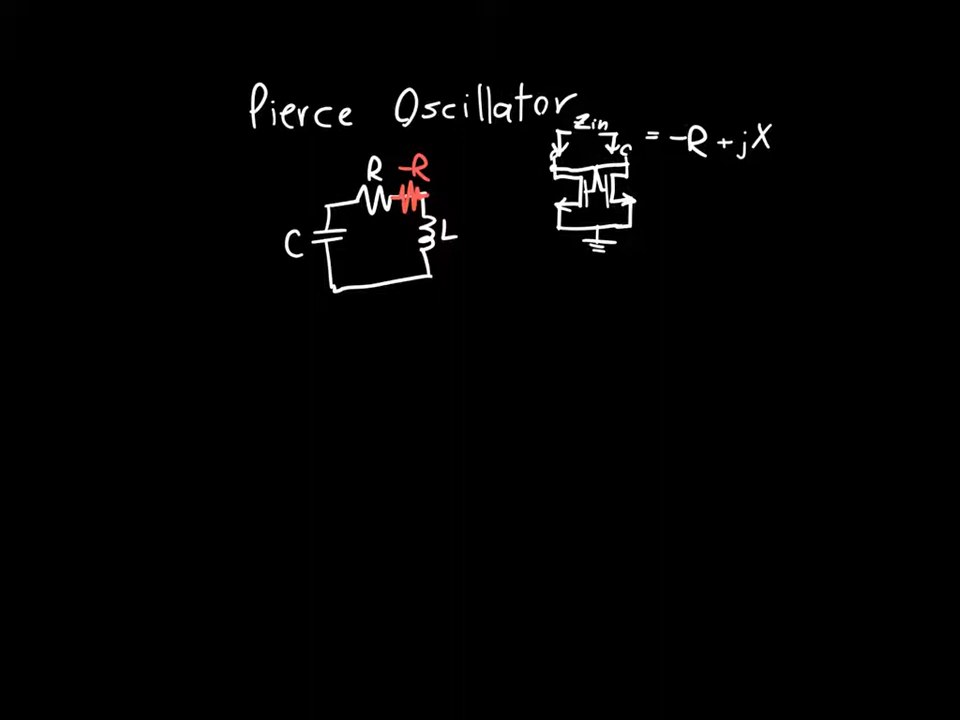 Pierce Oscillator
Zin = -R + jX
R -R
C
L